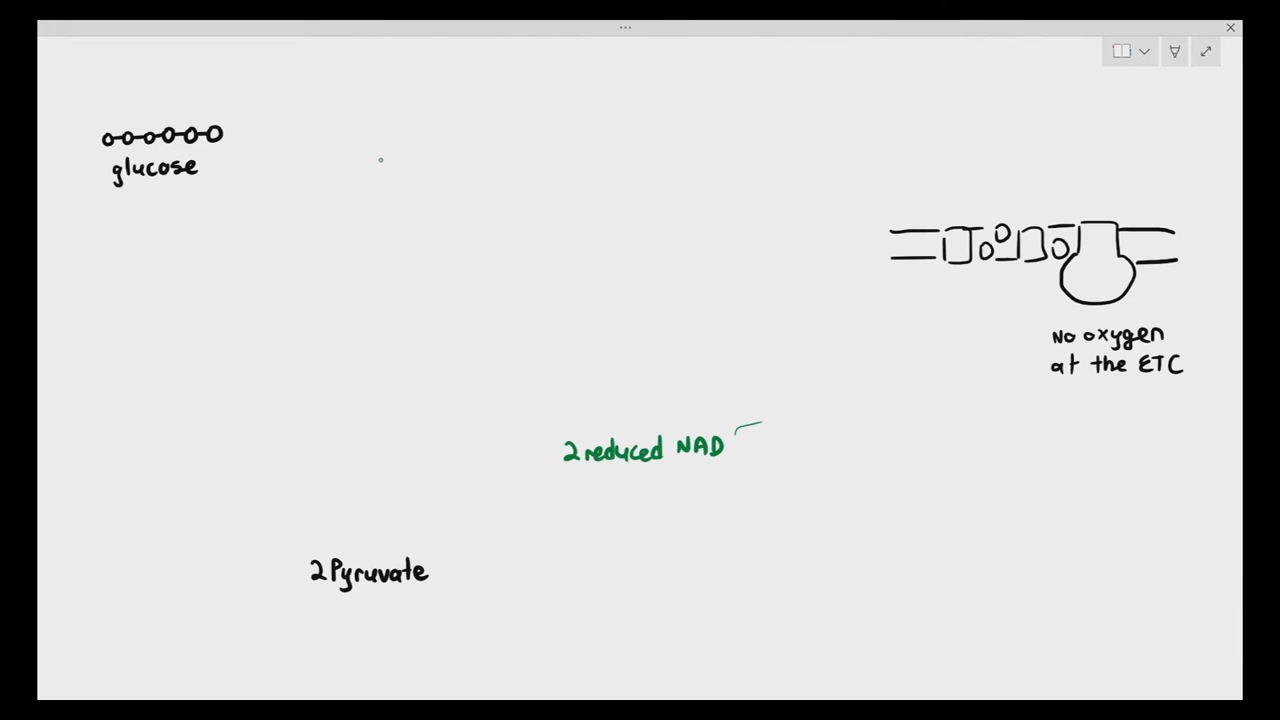 glucose
No oxygen
at the ETC
2 reduced NAD
2 Pyruvate